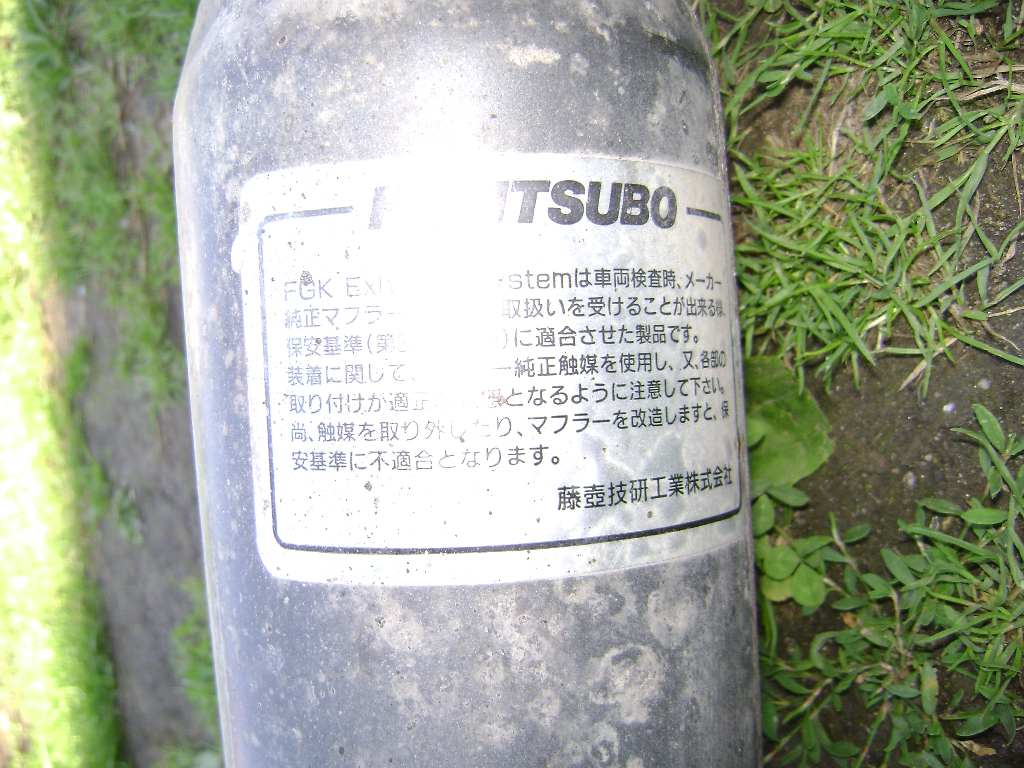 ITSUBO
FGK stemは車両検査時、メーカー
純正マフラー 取扱いを受けることが出来る様、
保安基準(第 )に適合させた製品です。
装着に関して、 ー純正触媒を使用し、又、各部の
取り付けが適正 となるように注意して下さい。
尚、触媒を取り外したり、マフラーを改造しますと、保
安基準に不適合となります。
藤壺技研工業株式会社